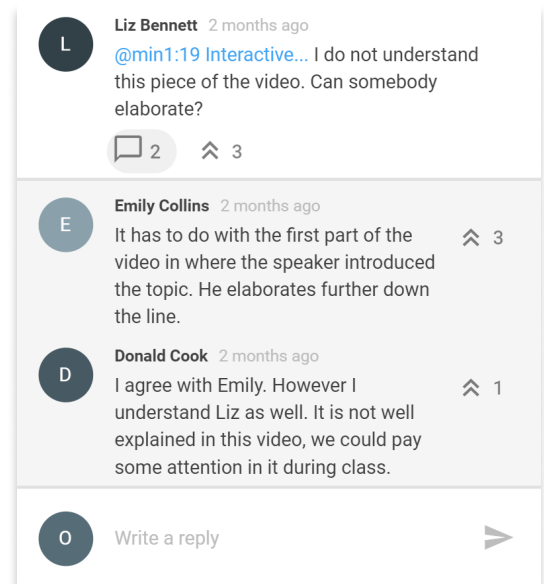 L
Liz Bennett 2 months ago
@min1:19 Interactive... I do not understand
this piece of the video. Can somebody
elaborate?
2 3
E
Emily Collins 2 months ago
It has to do with the first part of the
video in where the speaker introduced
the topic. He elaborates further down
the line.
3
D
Donald Cook 2 months ago
I agree with Emily. However I
understand Liz as well. It is not well
explained in this video, we could pay
some attention in it during class.
1
O
Write a reply